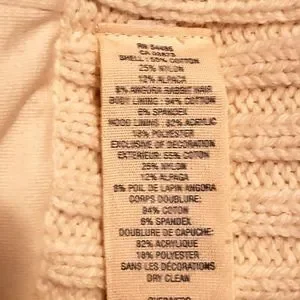 RN 54485
CA 03873
SHELL : 55% COTTON
25% NYLON
12% ALPACA
8% ANGORA RABBIT HAIR
BODY LINING : 94% COTTON
6% SPANDEX
HOOD LINING : 82% ACRYLIC
18% POLYESTER
EXCLUSIVE OF DECORATION
EXTERIEUR: 55% COTON
25% NYLON
12% ALPAGA
8% POIL DE LAPIN ANGORA
CORPS DOUBLURE:
94% COTON
6% SPANDEX
DOUBLURE DE CAPUCHE:
82% ACRYLIQUE
18% POLYESTER
SANS LES DÉCORATIONS
DRY CLEAN